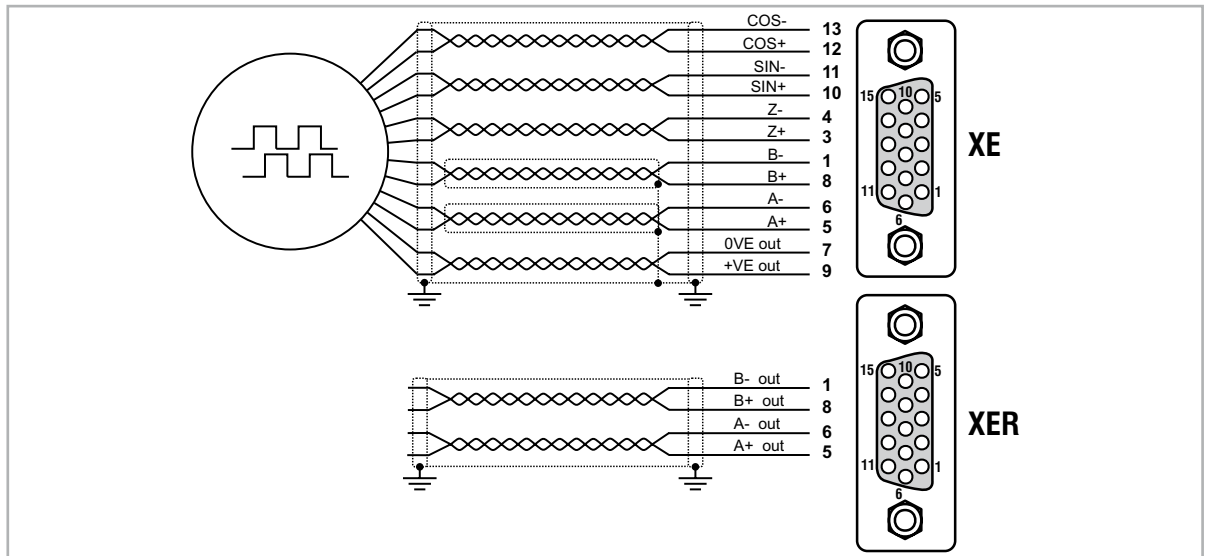 COS- 13
COS+ 12
SIN- 11
SIN+ 10
Z- 4
Z+ 3
B- 1
B+ 8
A- 6
A+ 5
0VE out 7
+VE out 9
15 10 5
11 1
6
XE
B- out 1
B+ out 8
A- out 6
A+ out 5
15 10 5
11 1
6
XER